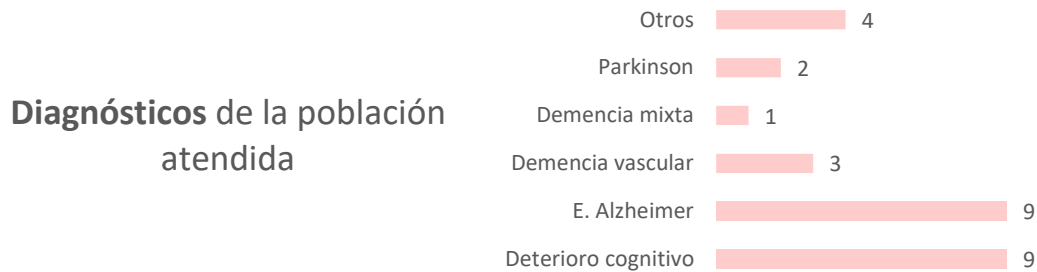 Diagnósticos de la población
atendida
Otros 4
Parkinson 2
Demencia mixta 1
Demencia vascular 3
E. Alzheimer 9
Deterioro cognitivo 9